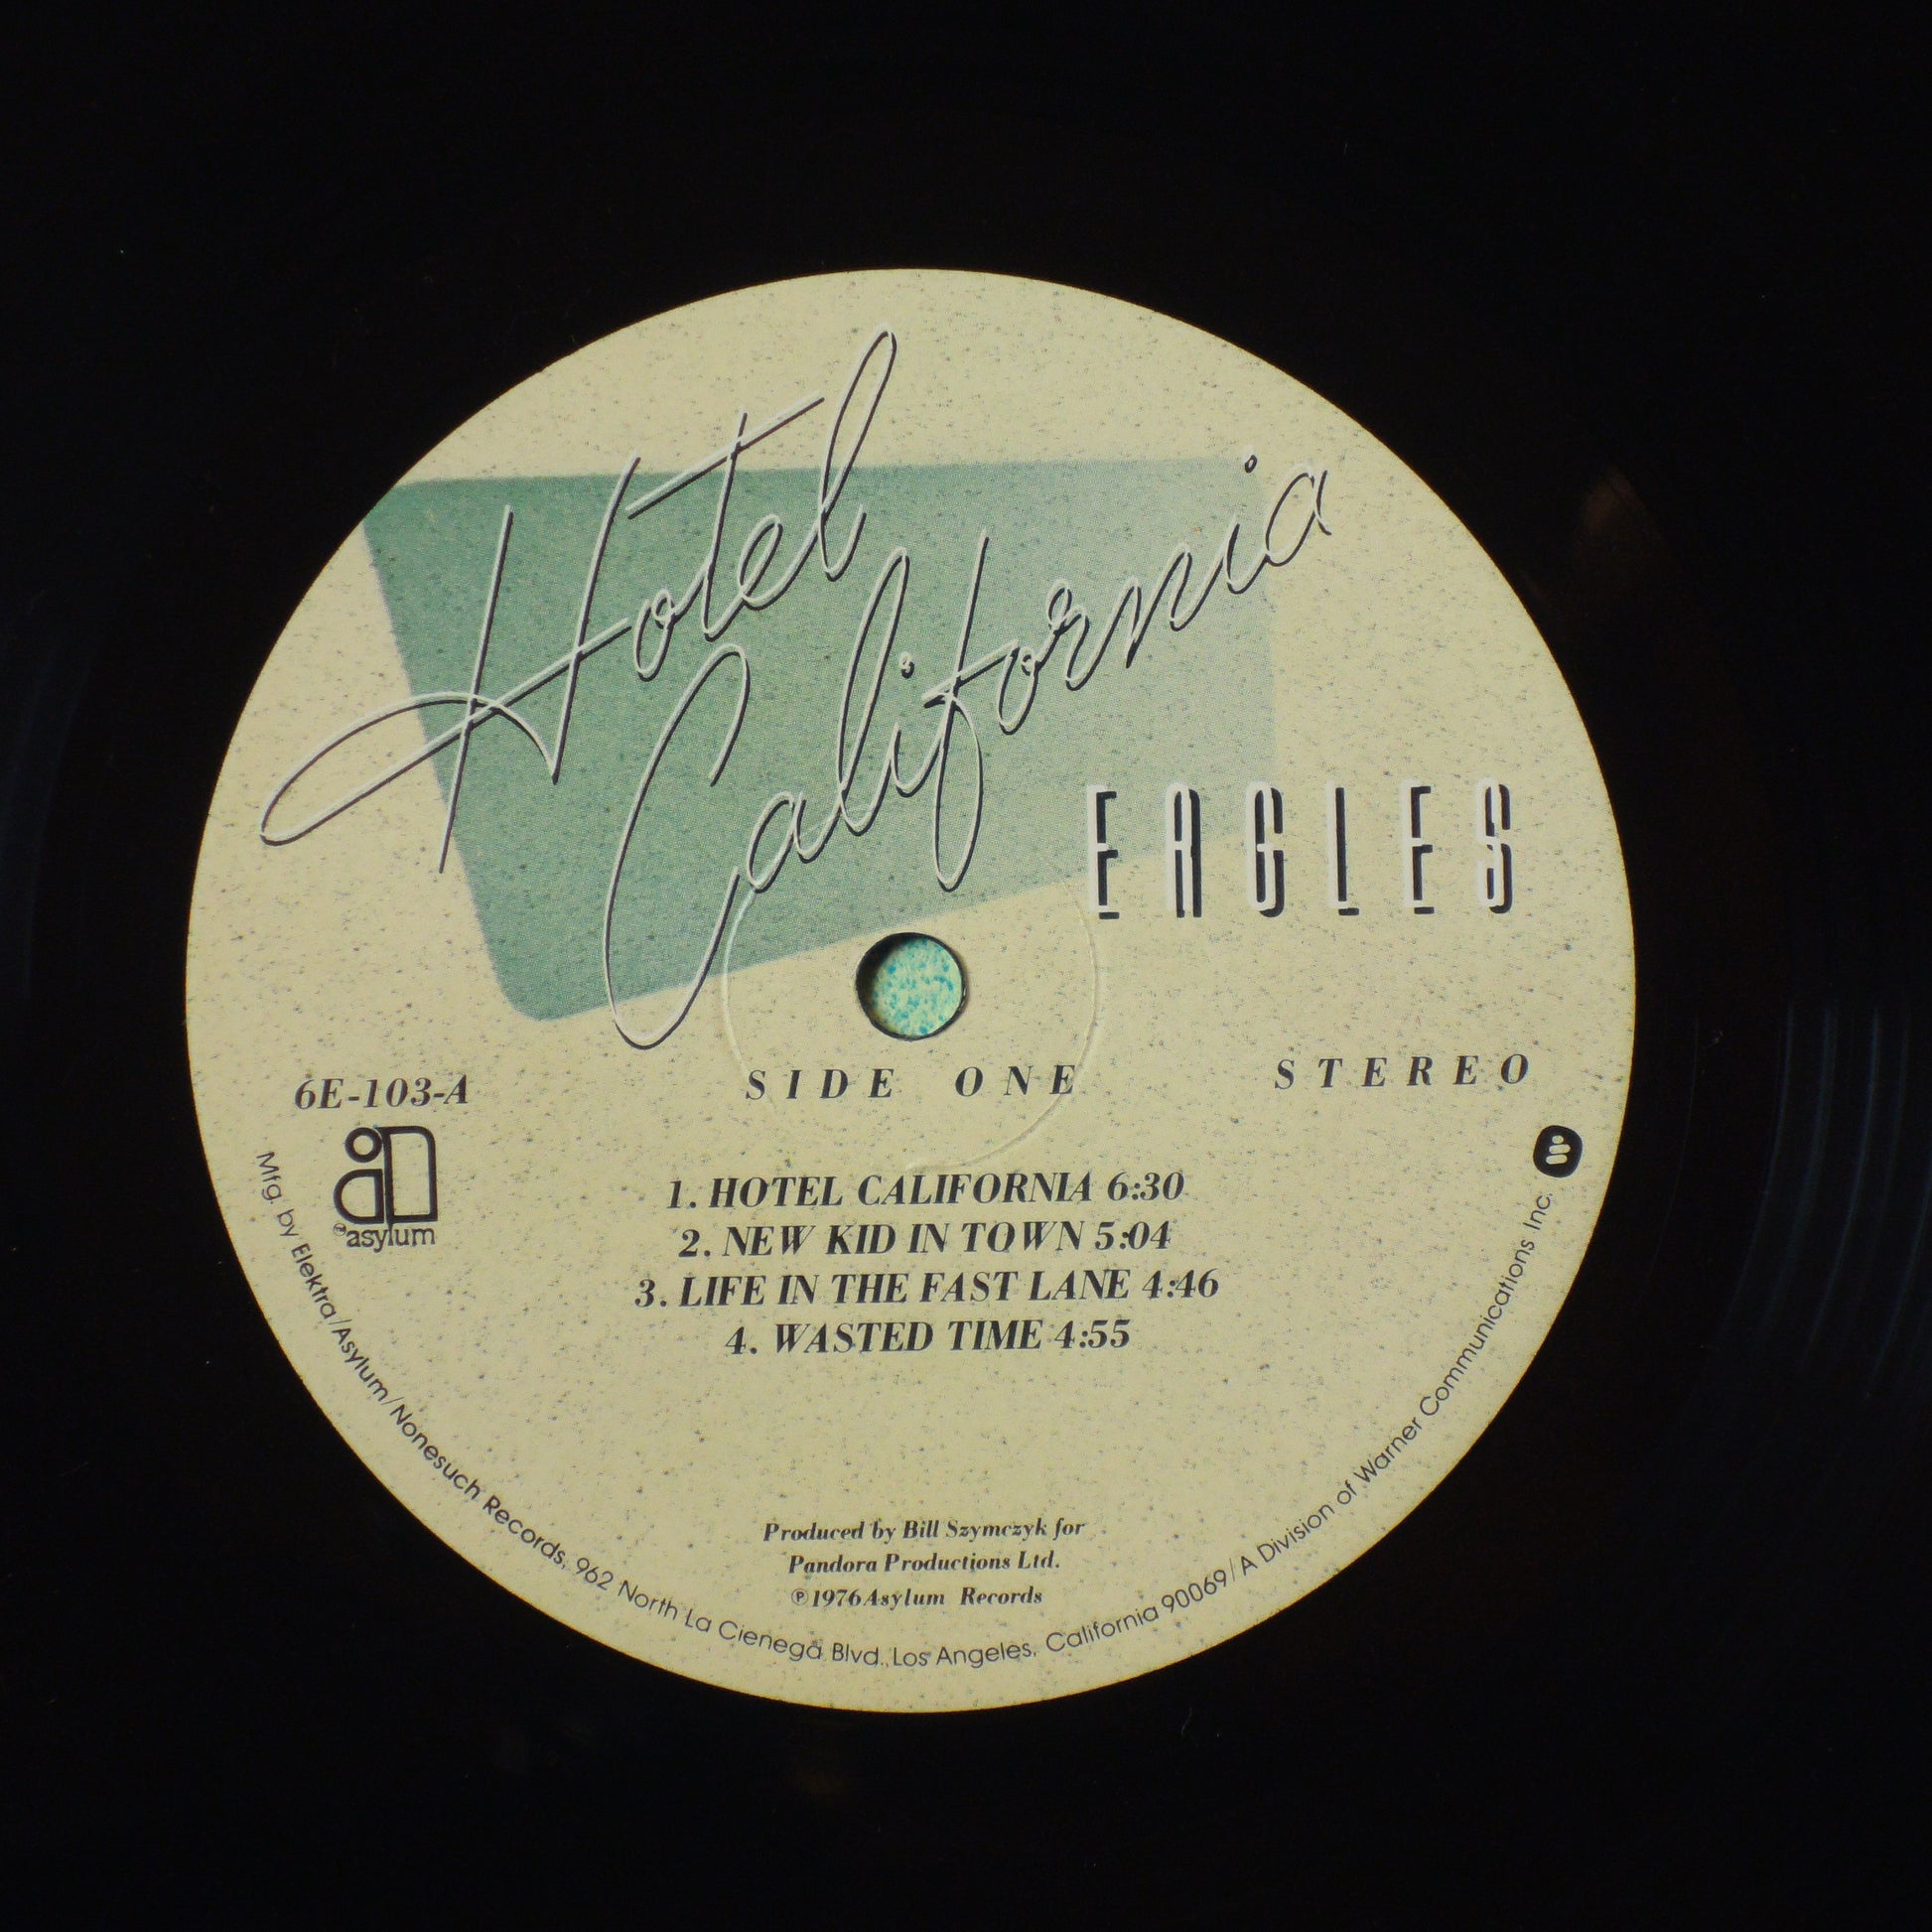 Hotel
California
EAGLES
6E-103-A
SIDE ONE
STEREO
asylum
1. HOTEL CALIFORNIA 6:30
2. NEW KID IN TOWN 5:04
3. LIFE IN THE FAST LANE 4:46
4. WASTED TIME 4:55
Produced by Bill Szymczyk for
Pandora Productions Ltd.
℗1976 Asylum Records
Mfg. by Elektra/Asylum/Nonesuch Records, 962 North La Cienega Blvd., Los Angeles, California 90069/A Division of Warner Communications Inc.